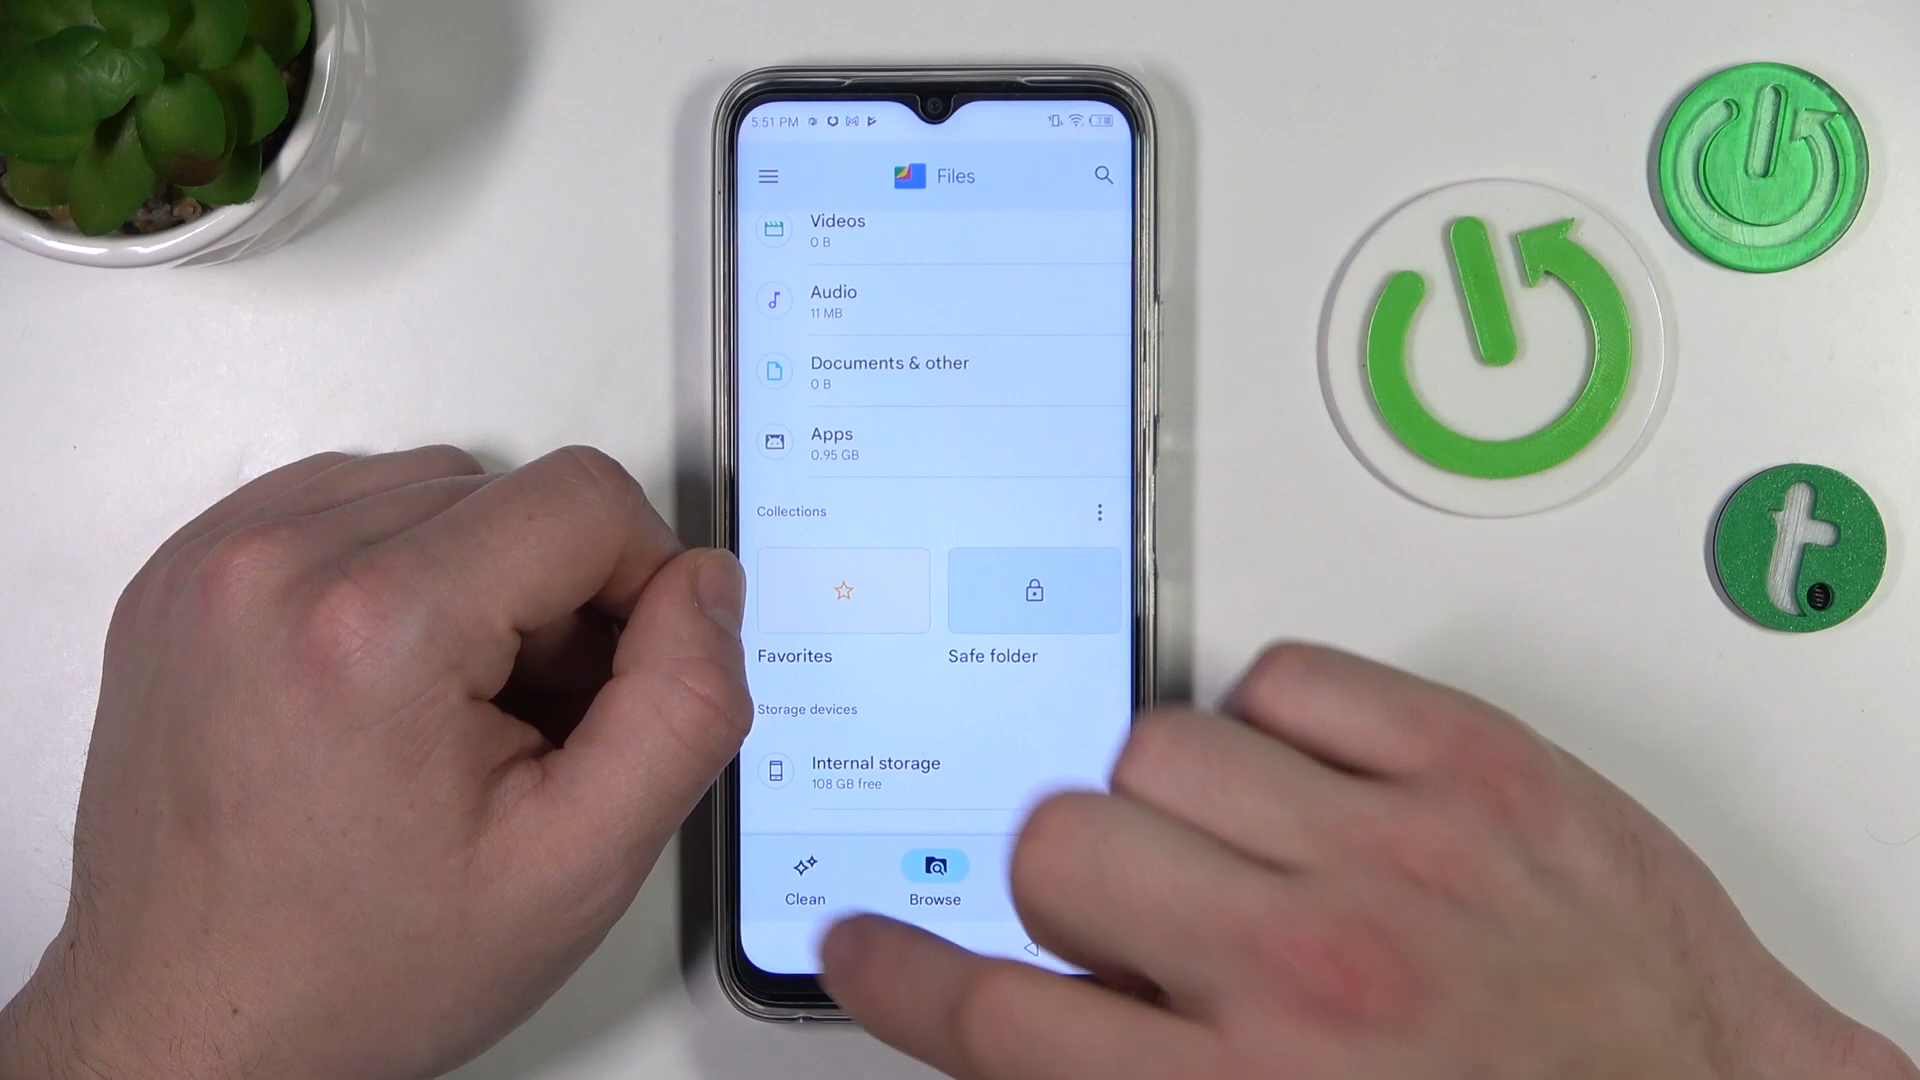 5:51 PM
Files
Videos
0 B
Audio
11 MB
Documents & other
0 B
Apps
0.95 GB
Collections
Favorites
Safe folder
Storage devices
Internal storage
108 GB free
Clean
Browse
t